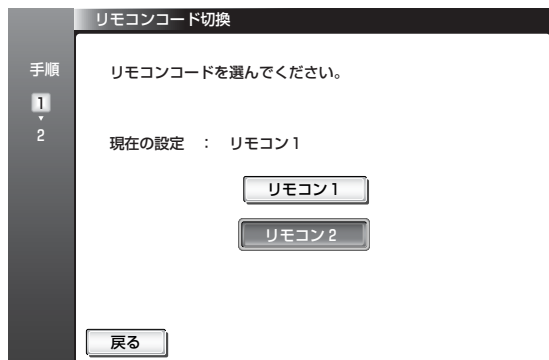 リモコンコード切換
手順
1
2
リモコンコードを選んでください。
現在の設定 : リモコン1
リモコン1
リモコン2
戻る